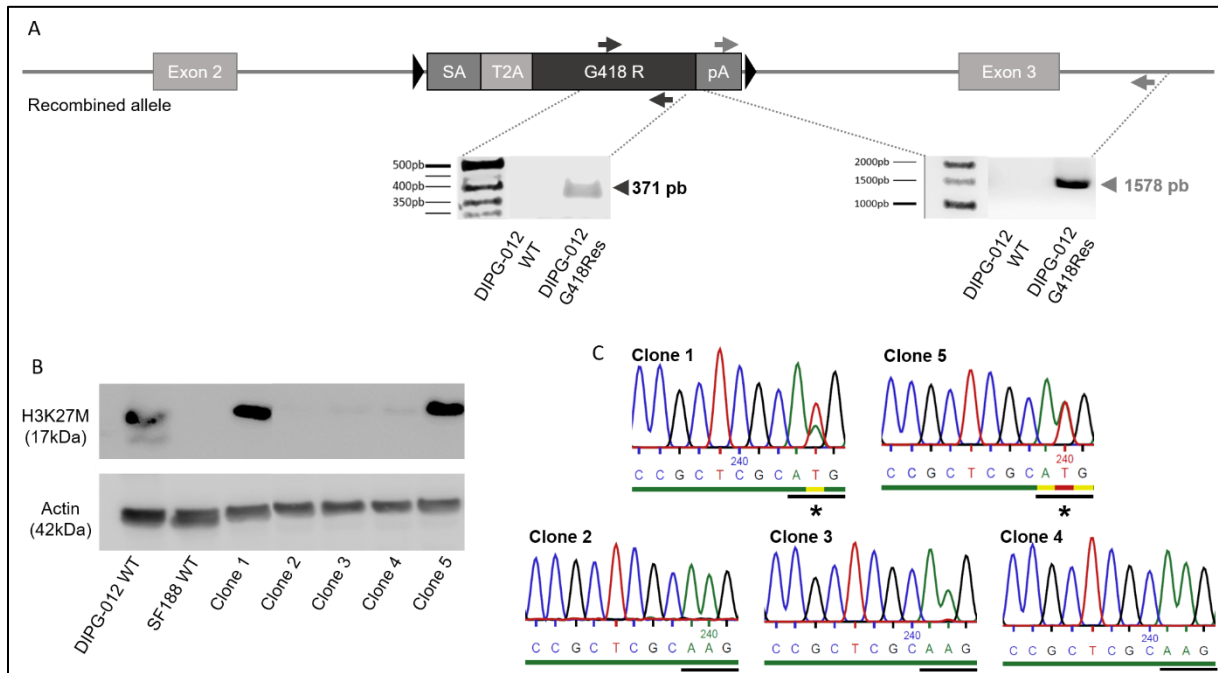 A
Exon 2
SA
T2A
G418 R
pA
Exon 3
Recombined allele
500pb
400pb
350pb
371 pb
DIPG-012
WT
DIPG-012
G418Res
2000pb
1500pb
1000pb
1578 pb
DIPG-012
WT
DIPG-012
G418Res
B
H3K27M
(17kDa)
Actin
(42kDa)
DIPG-012 WT
SF188 WT
Clone 1
Clone 2
Clone 3
Clone 4
Clone 5
C
Clone 1
240
C C G C T C G C A T G
*
Clone 5
240
C C G C T C G C A T G
*
Clone 2
240
C C G C T C G C A A G
Clone 3
240
C C G C T C G C A A G
Clone 4
240
C C G C T C G C A A G